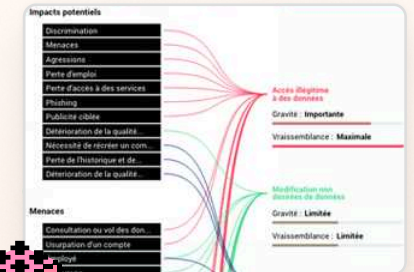 Impacts potentiels
Discrimination
Menaces
Agressions
Perte d'emploi
Perte d'accès à des services
Phishing
Publicité ciblée
Détérioration de la qualité...
Nécessité de récréer un com...
Perte de l'historique et de...
Déterioration de la qualité...
Menaces
Consultation ou vol des don...
Usurpation d'un compte
Employé
Accès illégitime
à des données
Gravité : Importante
Vraissemblance : Maximale
Modification non
données de données
Gravité : Limitée
Vraissemblance : Limitée